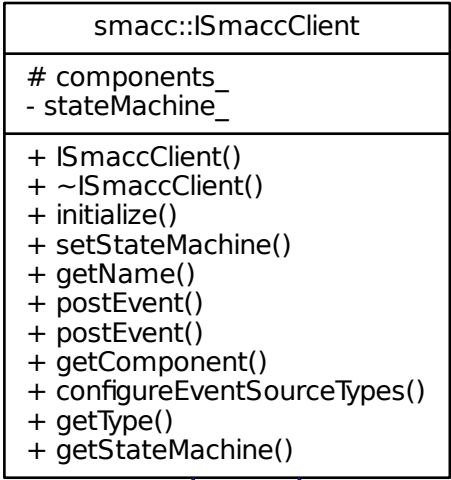 smacc::ISmaccClient
# components_
- stateMachine_
+ ISmaccClient()
+ ~ISmaccClient()
+ initialize()
+ setStateMachine()
+ getName()
+ postEvent()
+ postEvent()
+ getComponent()
+ configureEventSourceTypes()
+ getType()
+ getStateMachine()